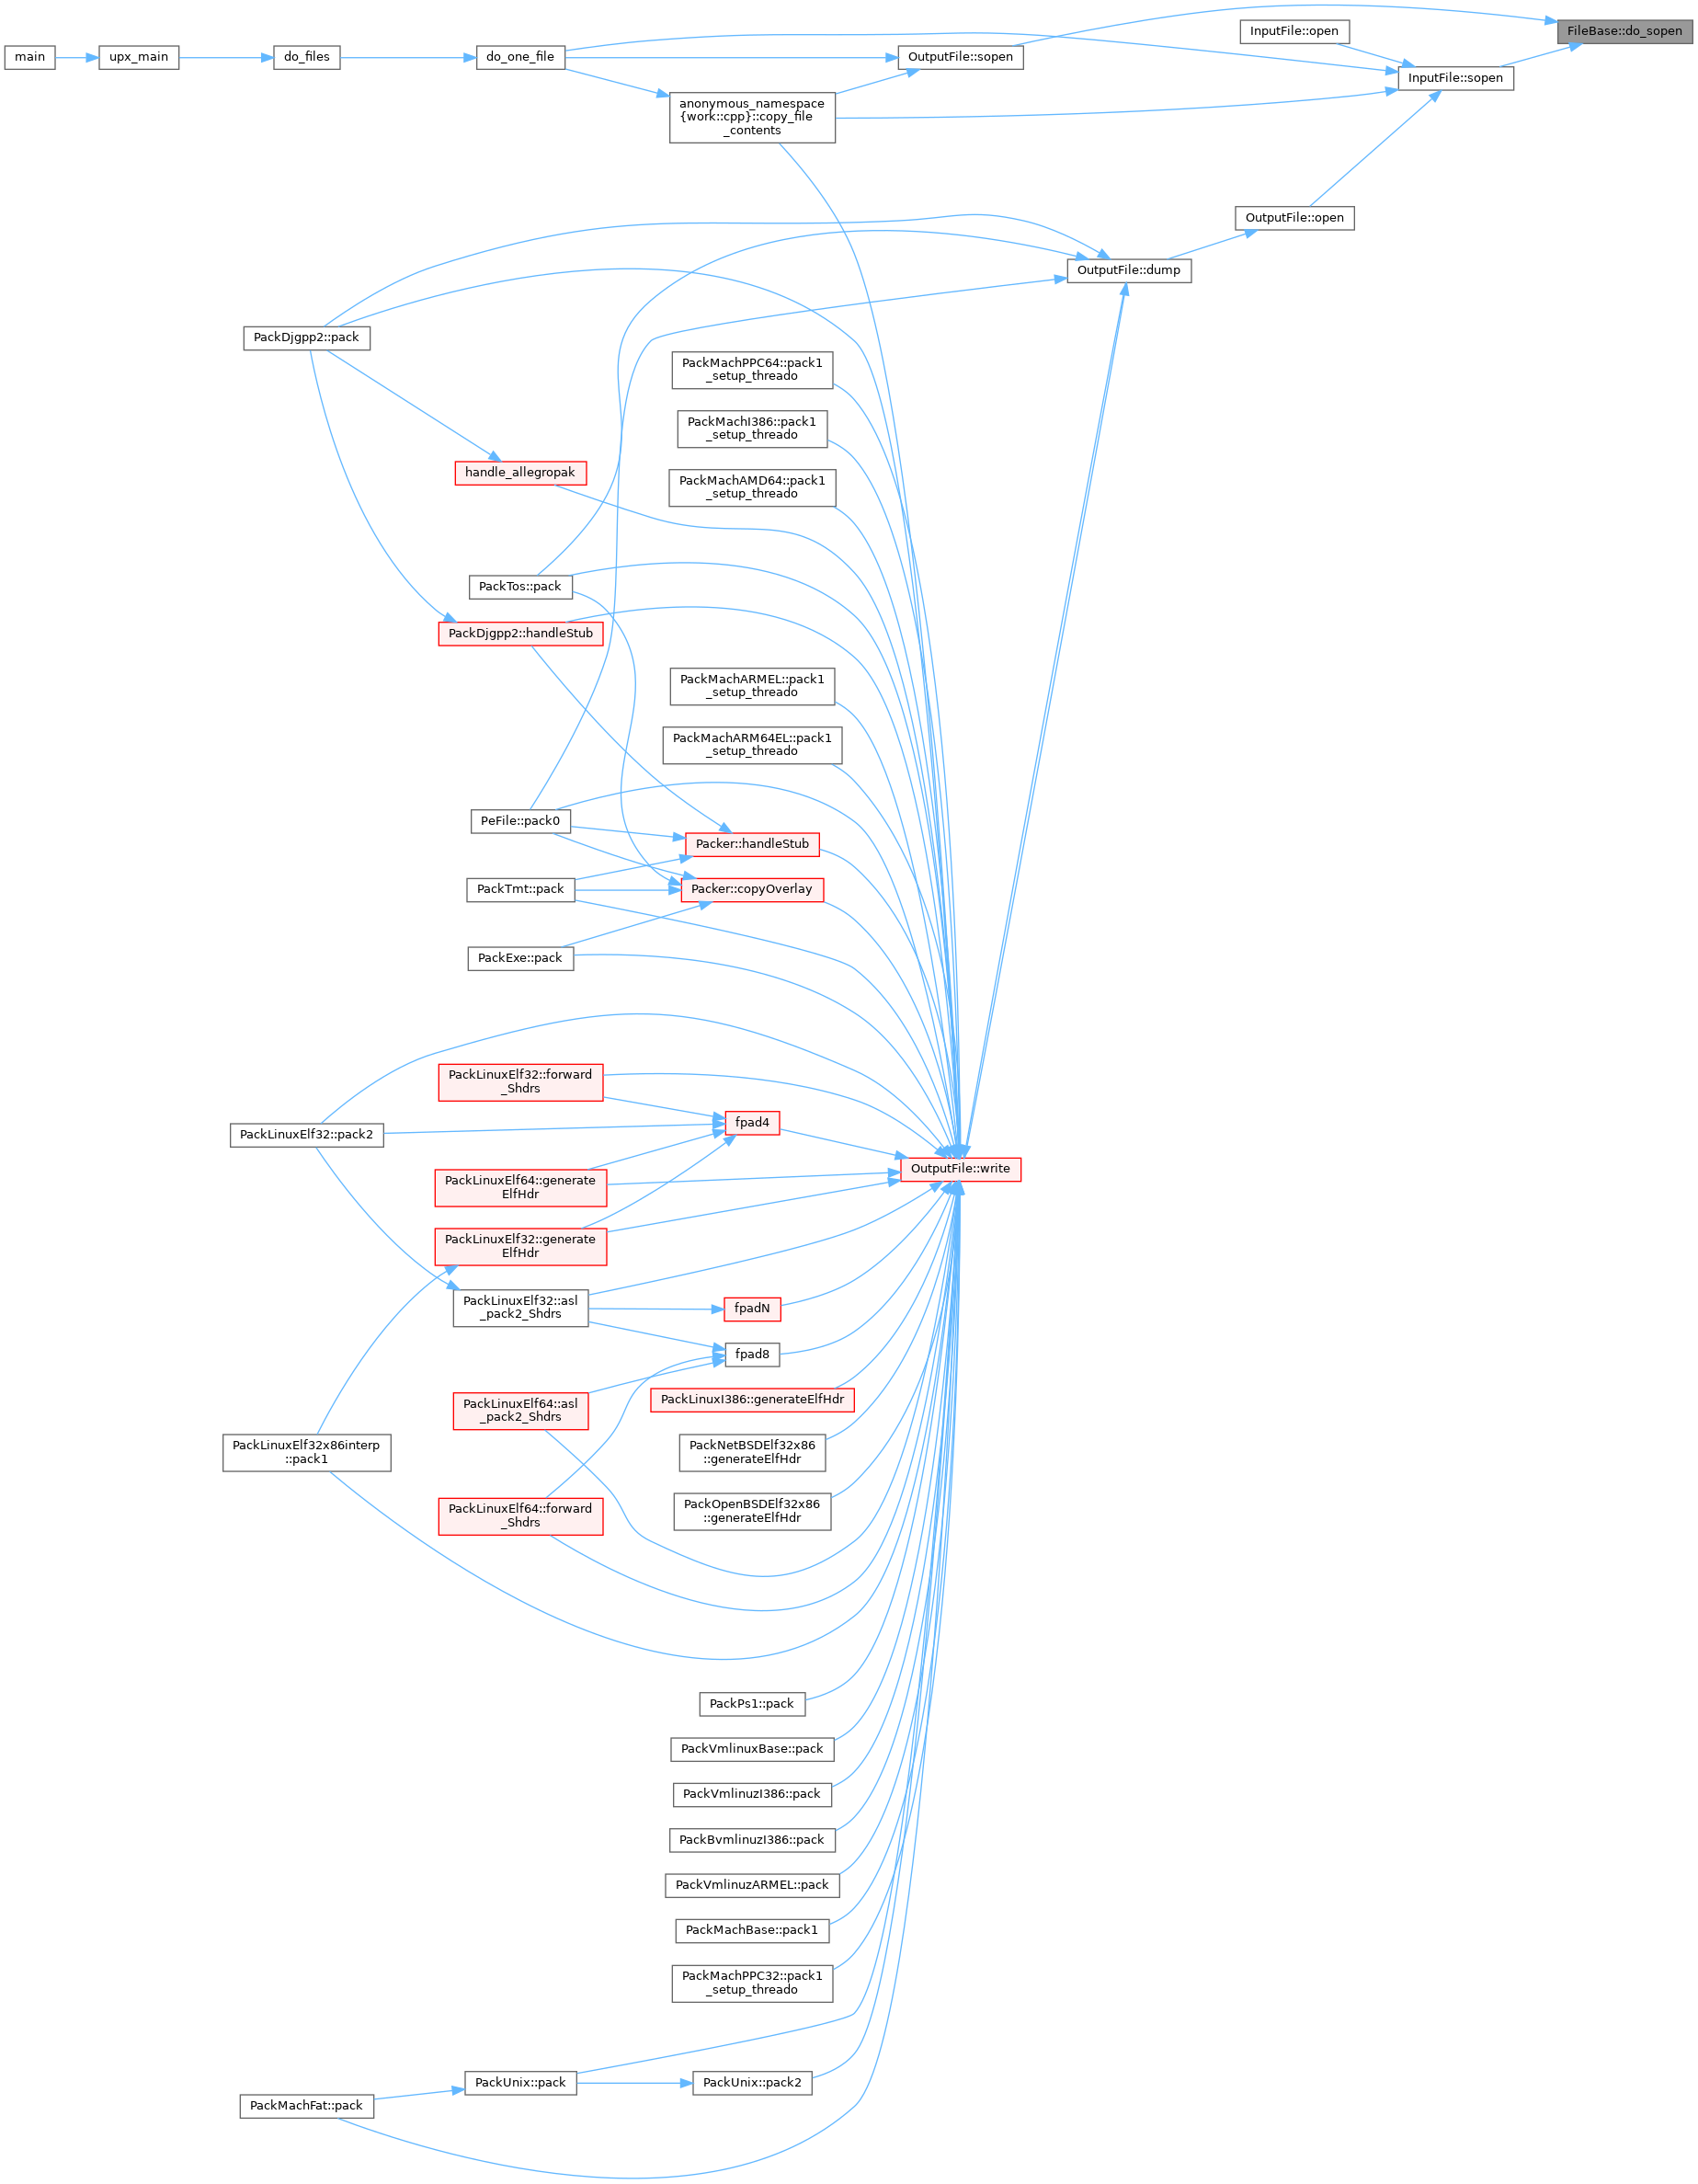 FileBase::do_sopen
InputFile::open
main
upx_main
do_files
do_one_file
OutputFile::sopen
InputFile::sopen
anonymous_namespace
{work::cpp}::copy_file
_contents
OutputFile::open
OutputFile::dump
PackDjgpp2::pack
PackMachPPC64::pack1
_setup_threado
PackMachI386::pack1
_setup_threado
handle_allegropak
PackMachAMD64::pack1
_setup_threado
PackTos::pack
PackDjgpp2::handleStub
PackMachARMEL::pack1
_setup_threado
PackMachARM64EL::pack1
_setup_threado
PeFile::pack0
Packer::handleStub
PackTmt::pack
Packer::copyOverlay
PackExe::pack
PackLinuxElf32::forward
_Shdrs
fpad4
PackLinuxElf32::pack2
OutputFile::write
PackLinuxElf64::generate
ElfHdr
PackLinuxElf32::generate
ElfHdr
PackLinuxElf32::asl
_pack2_Shdrs
fpadN
fpad8
PackLinuxElf64::asl
_pack2_Shdrs
PackLinuxI386::generateElfHdr
PackLinuxElf32x86interp
::pack1
PackNetBSDElf32x86
::generateElfHdr
PackLinuxElf64::forward
_Shdrs
PackOpenBSDElf32x86
::generateElfHdr
PackPs1::pack
PackVmlinuxBase::pack
PackVmlinuzI386::pack
PackBvmlinuzI386::pack
PackVmlinuzARMEL::pack
PackMachBase::pack1
PackMachPPC32::pack1
_setup_threado
PackUnix::pack
PackUnix::pack2
PackMachFat::pack